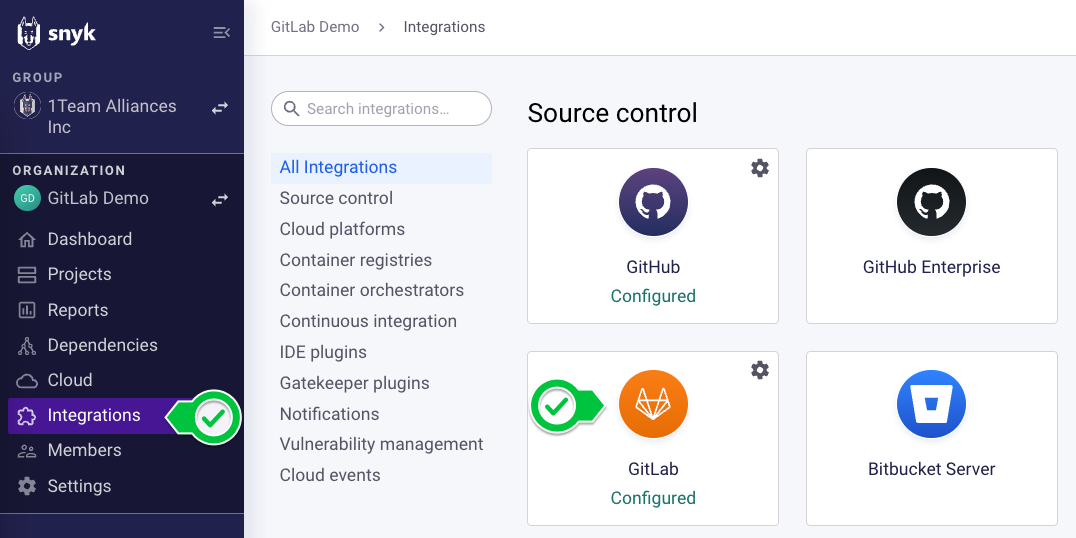 snyk
GROUP
1Team Alliances
Inc
ORGANIZATION
GD
GitLab Demo
Dashboard
Projects
Reports
Dependencies
Cloud
Integrations
Members
Settings
GitLab Demo > Integrations
Search integrations...
All Integrations
Source control
Cloud platforms
Container registries
Container orchestrators
Continuous integration
IDE plugins
Gatekeeper plugins
Notifications
Vulnerability management
Cloud events
Source control
GitHub
Configured
GitHub Enterprise
GitLab
Configured
Bitbucket Server